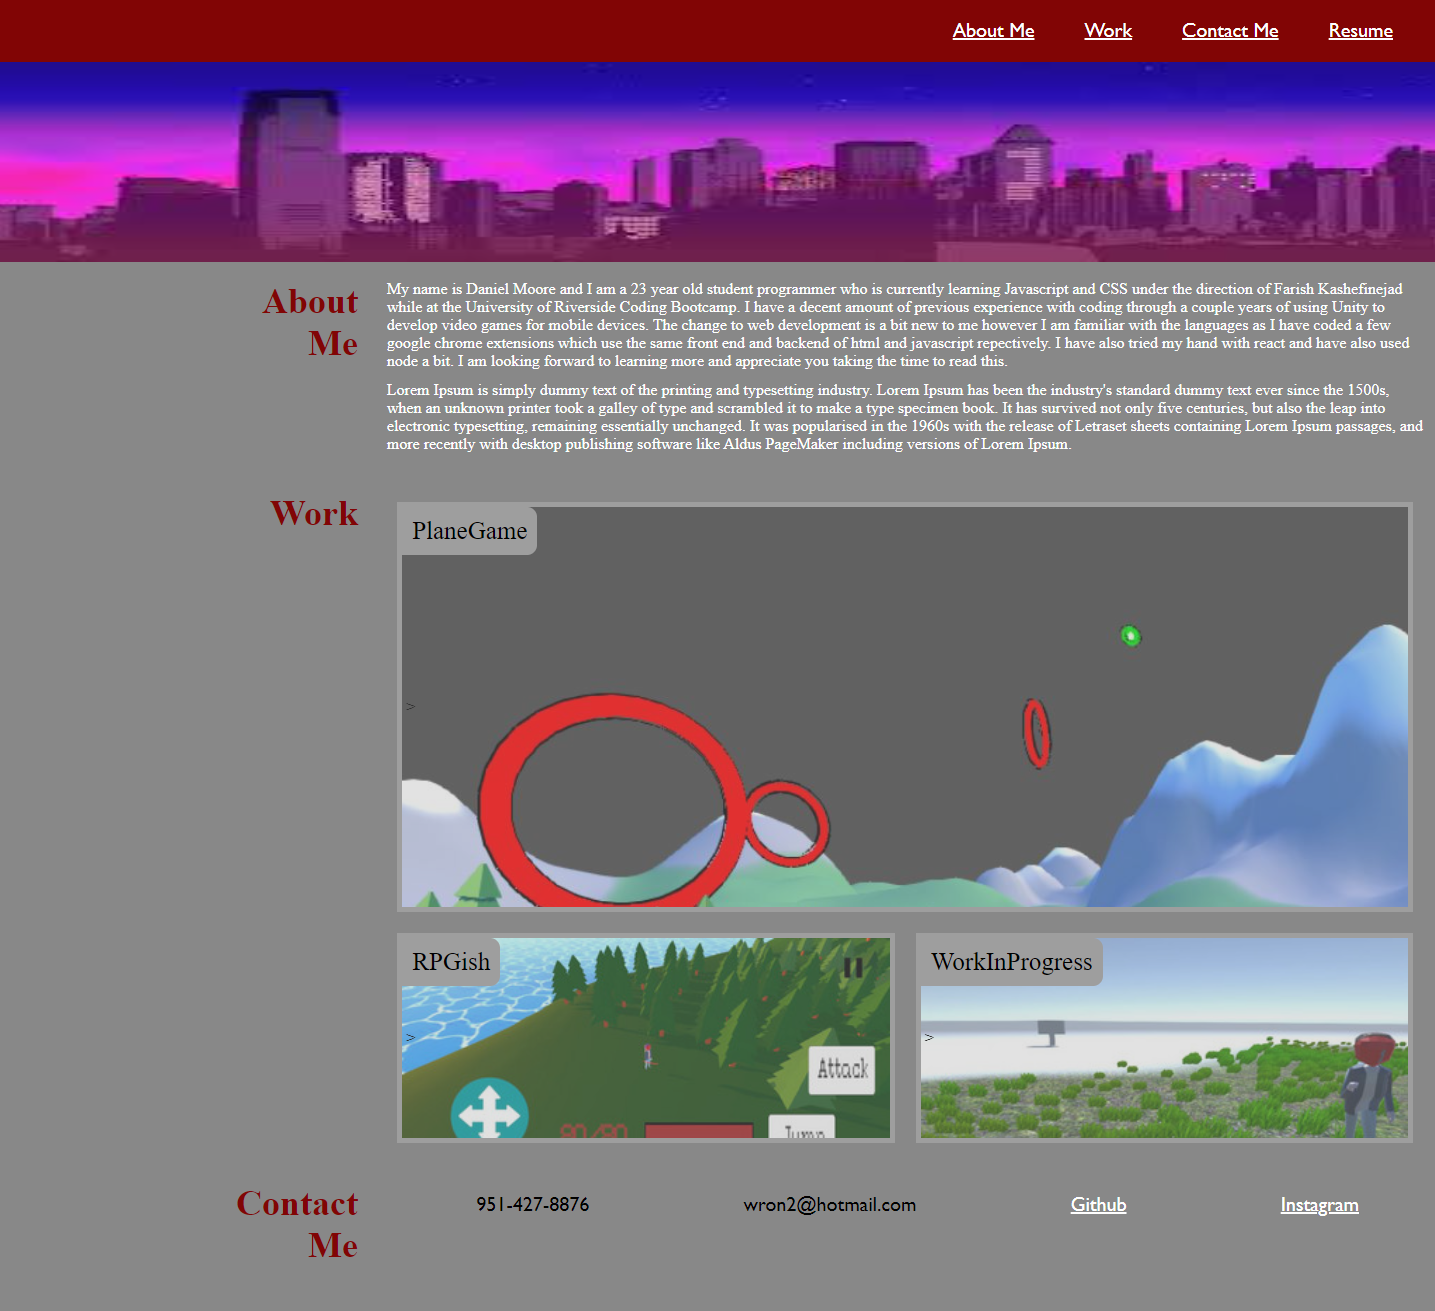 About Me Work Contact Me Resume
About
Me
My name is Daniel Moore and I am a 23 year old student programmer who is currently learning Javascript and CSS under the direction of Farish Kashefinejad
while at the University of Riverside Coding Bootcamp. I have a decent amount of previous experience with coding through a couple years of using Unity to
develop video games for mobile devices. The change to web development is a bit new to me however I am familiar with the languages as I have coded a few
google chrome extensions which use the same front end and backend of html and javascript repectively. I have also tried my hand with react and have also used
node a bit. I am looking forward to learning more and appreciate you taking the time to read this.
Lorem Ipsum is simply dummy text of the printing and typesetting industry. Lorem Ipsum has been the industry's standard dummy text ever since the 1500s,
when an unknown printer took a galley of type and scrambled it to make a type specimen book. It has survived not only five centuries, but also the leap into
electronic typesetting, remaining essentially unchanged. It was popularised in the 1960s with the release of Letraset sheets containing Lorem Ipsum passages, and
more recently with desktop publishing software like Aldus PageMaker including versions of Lorem Ipsum.
Work
PlaneGame
>
RPGish
>
Attack
90/90
Jump
WorkInProgress
>
Contact
Me
951-427-8876 wron2@hotmail.com Github Instagram